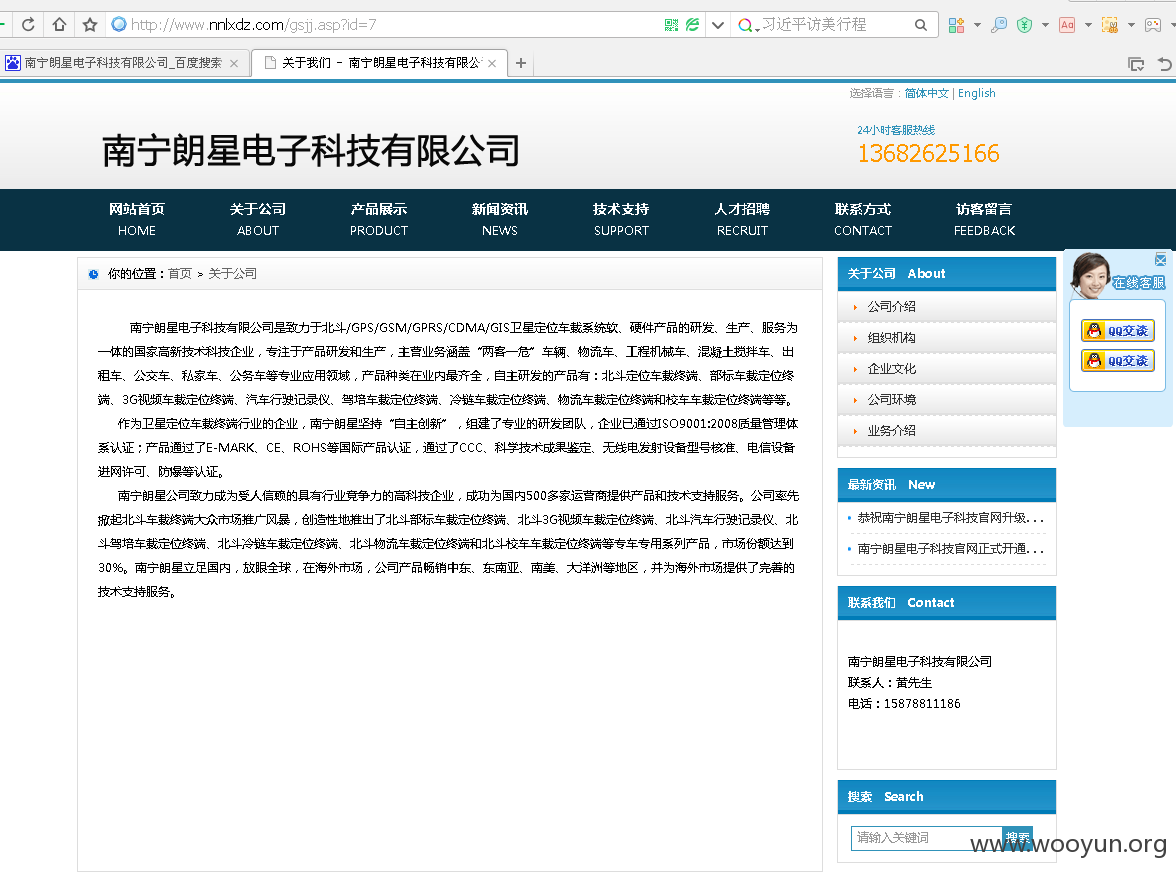 http://www.nnlxdz.com/gsjj.asp?id=7
习近平访美行程
南宁朗星电子科技有限公司_百度搜索
关于我们 - 南宁朗星电子科技有限公
选择语言：简体中文 | English
24小时客服热线
13682625166
南宁朗星电子科技有限公司
网站首页 关于公司 产品展示 新闻资讯 技术支持 人才招聘 联系方式 访客留言
HOME ABOUT PRODUCT NEWS SUPPORT RECRUIT CONTACT FEEDBACK
你的位置：首页 > 关于公司
南宁朗星电子科技有限公司是致力于北斗/GPS/GSM/GPRS/CDMA/GIS卫星定位车载系统软、硬件产品的研发、生产、服务为
一体的国家高新技术科技企业，专注于产品研发和生产，主营业务涵盖“两客一危”车辆、物流车、工程机械车、混凝土搅拌车、出
租车、公交车、私家车、公务车等专业应用领域，产品种类在业内最齐全，自主研发的产品有：北斗定位车载终端、部标车载定位终
端、3G视频车载定位终端、汽车行驶记录仪、驾培车载定位终端、冷链车载定位终端、物流车载定位终端和校车车载定位终端等等。
作为卫星定位车载终端行业的企业，南宁朗星坚持“自主创新”，组建了专业的研发团队，企业已通过ISO9001:2008质量管理体
系认证；产品通过了E-MARK、CE、ROHS等国际产品认证，通过了CCC、科学技术成果鉴定、无线电发射设备型号核准、电信设备
进网许可、防爆等认证。
南宁朗星公司致力成为受人信赖的具有行业竞争力的高科技企业，成功为国内500多家运营商提供产品和技术支持服务。公司率先
掀起北斗车载终端大众市场推广风暴，创造性地推出了北斗部标车载定位终端、北斗3G视频车载定位终端、北斗汽车行驶记录仪、北
斗驾培车载定位终端、北斗冷链车载定位终端、北斗物流车载定位终端和北斗校车车载定位终端等专车专用系列产品，市场份额达到
30%。南宁朗星立足国内，放眼全球，在海外市场，公司产品畅销中东、东南亚、南美、大洋洲等地区，并为海外市场提供了完善的
技术支持服务。
关于公司 About
公司介绍
组织机构
企业文化
公司环境
业务介绍
最新资讯 New
恭祝南宁朗星电子科技官网升级...
南宁朗星电子科技官网正式开通...
联系我们 Contact
南宁朗星电子科技有限公司
联系人：黄先生
电话：15878811186
搜索 Search
请输入关键词 搜索
在线客服
QQ交谈
QQ交谈
www.wooyun.org